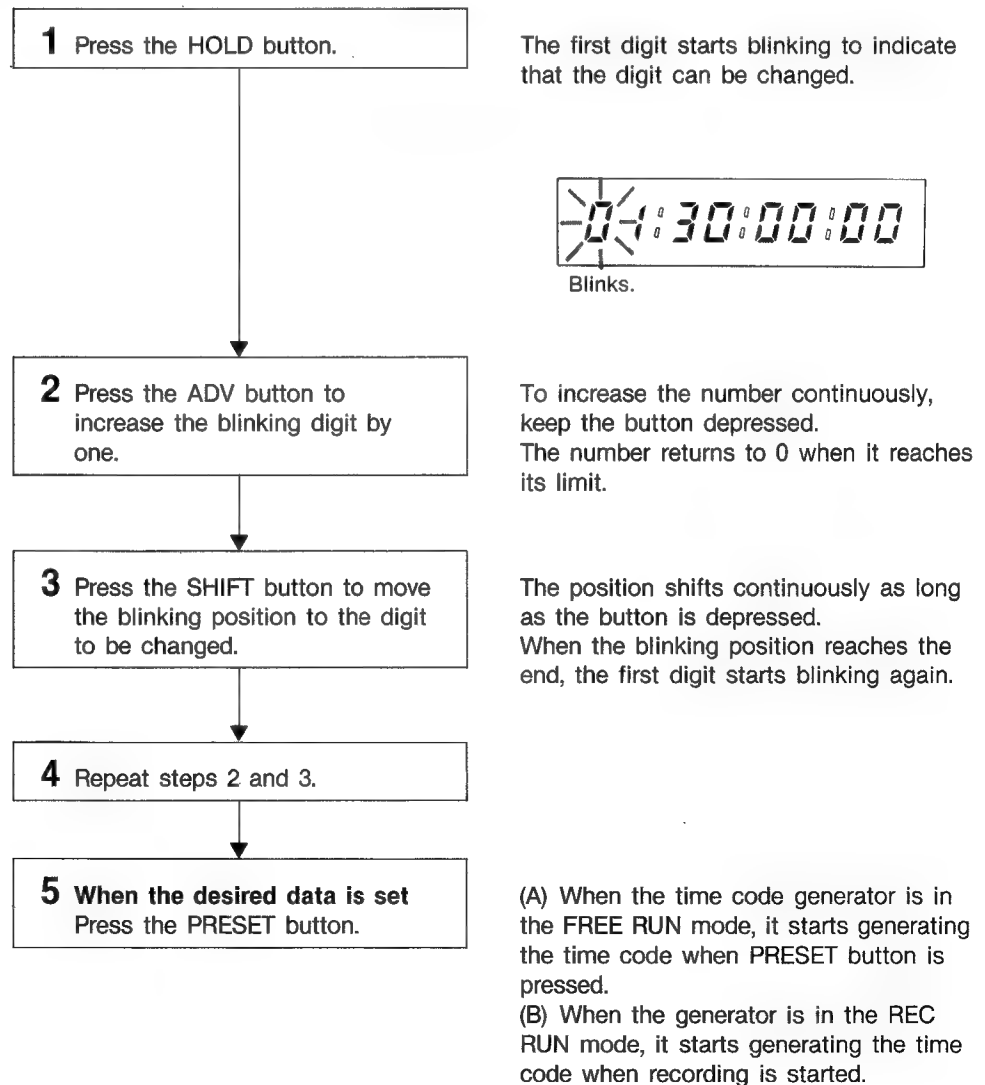 1 Press the HOLD button.
The first digit starts blinking to indicate
that the digit can be changed.
01:30:00:00
Blinks.
2 Press the ADV button to
increase the blinking digit by
one.
To increase the number continuously,
keep the button depressed.
The number returns to 0 when it reaches
its limit.
3 Press the SHIFT button to move
the blinking position to the digit
to be changed.
The position shifts continuously as long
as the button is depressed.
When the blinking position reaches the
end, the first digit starts blinking again.
4 Repeat steps 2 and 3.
5 When the desired data is set
Press the PRESET button.
(A) When the time code generator is in
the FREE RUN mode, it starts generating
the time code when PRESET button is
pressed.
(B) When the generator is in the REC
RUN mode, it starts generating the time
code when recording is started.